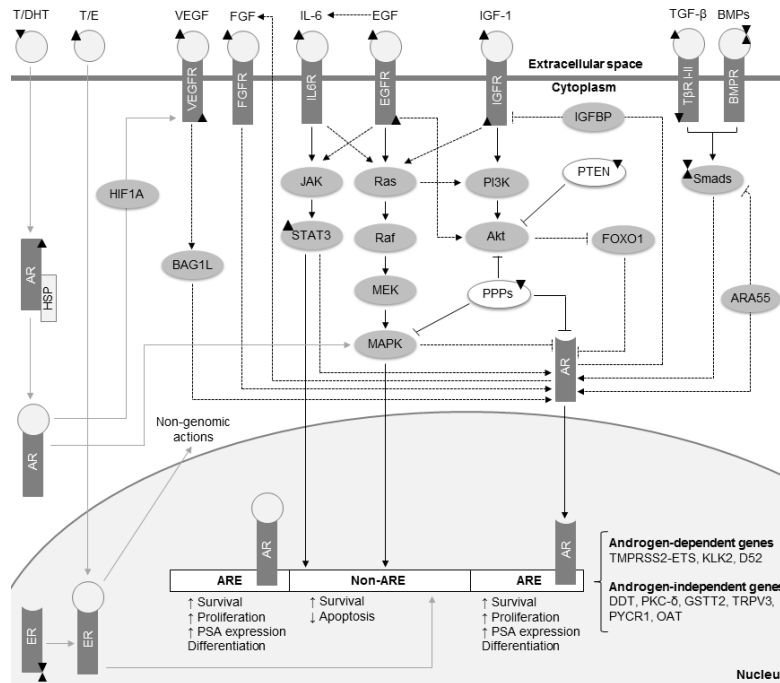 T/DHT
T/E
VEGF
FGF
IL-6
EGF
IGF-1
TGF-β
BMPs
Extracellular space
Cytoplasm
VEGFR
FGFR
IL6R
EGFR
IGFR
TβR I-II
BMPR
IGFBP
HIF1A
JAK
Ras
PI3K
PTEN
Smads
AR
HSP
BAG1L
STAT3
Raf
Akt
FOXO1
MEK
PPPs
ARA55
MAPK
AR
AR
Non-genomic
actions
AR
AR
ARE
Non-ARE
ARE
↑ Survival
↑ Proliferation
↑ PSA expression
Differentiation
↑ Survival
↓ Apoptosis
↑ Survival
↑ Proliferation
↑ PSA expression
Differentiation
Androgen-dependent genes
TMPRSS2-ETS, KLK2, D52
Androgen-independent genes
DDT, PKC-δ, GSTT2, TRPV3,
PYCR1, OAT
ER
ER
Nucleu